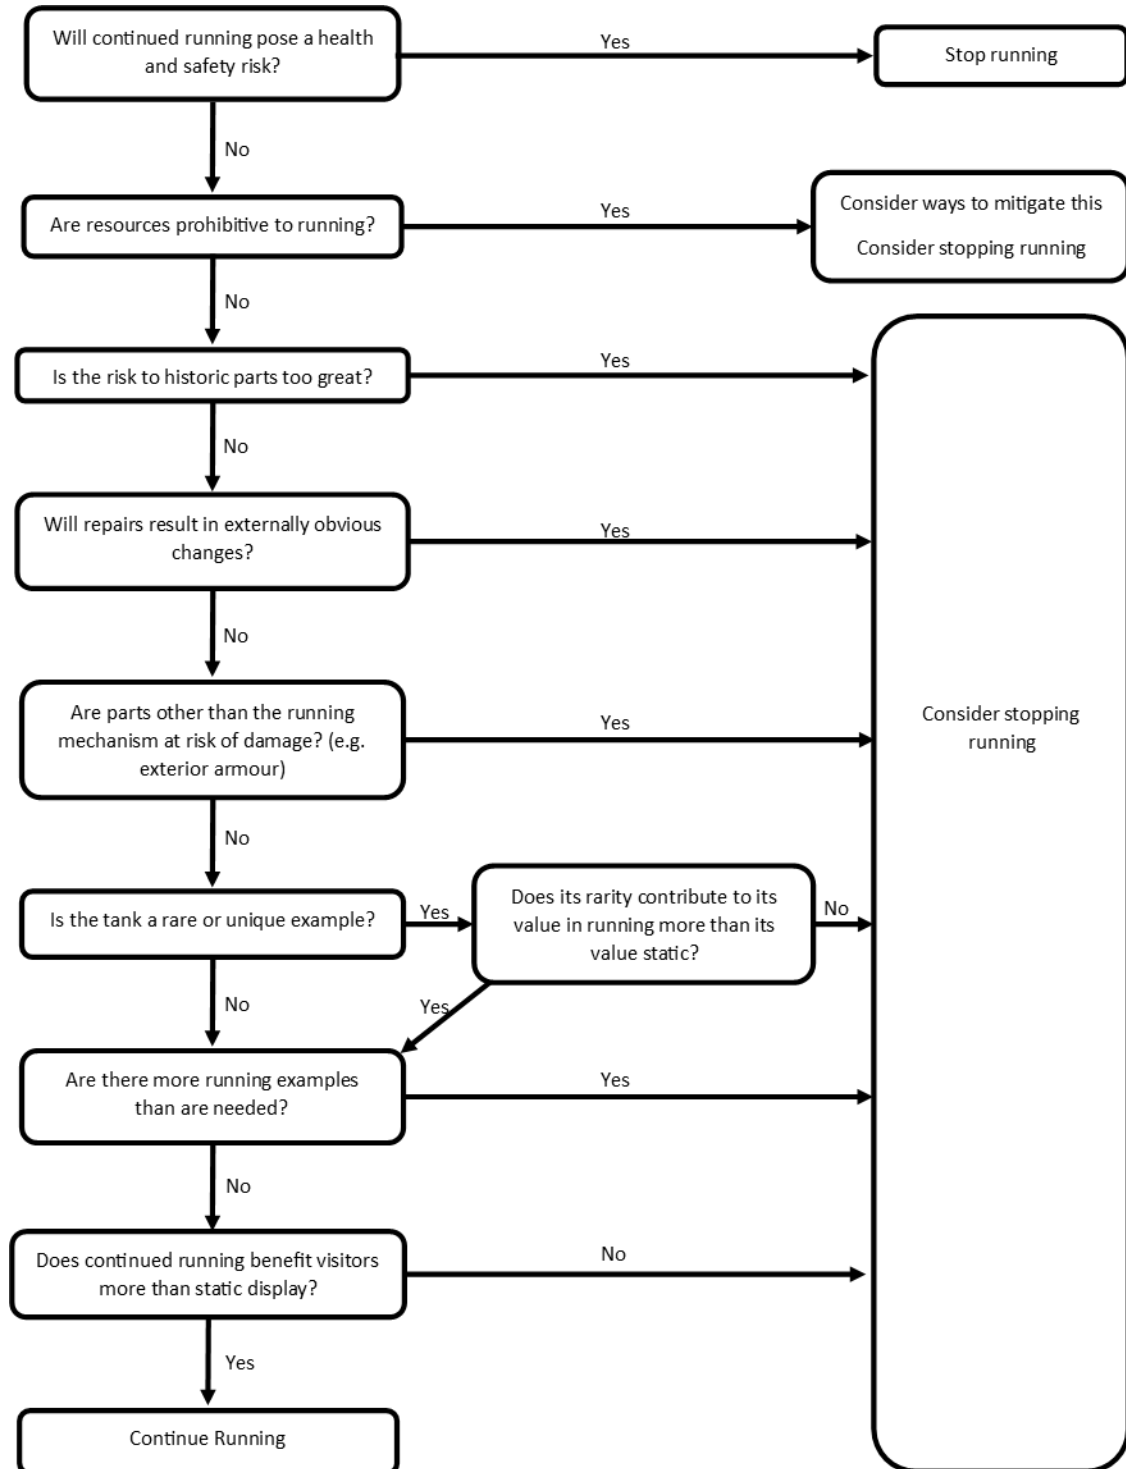 Will continued running pose a health
and safety risk?
Yes
Stop running
No
Are resources prohibitive to running?
Yes
Consider ways to mitigate this
Consider stopping running
No
Is the risk to historic parts too great?
Yes
No
Will repairs result in externally obvious
changes?
Yes
No
Are parts other than the running
mechanism at risk of damage? (e.g.
exterior armour)
Yes
Consider stopping
running
No
Is the tank a rare or unique example?
Yes
Does its rarity contribute to its
value in running more than its
value static?
No
Yes
No
Are there more running examples
than are needed?
Yes
No
Does continued running benefit visitors
more than static display?
No
Yes
Continue Running